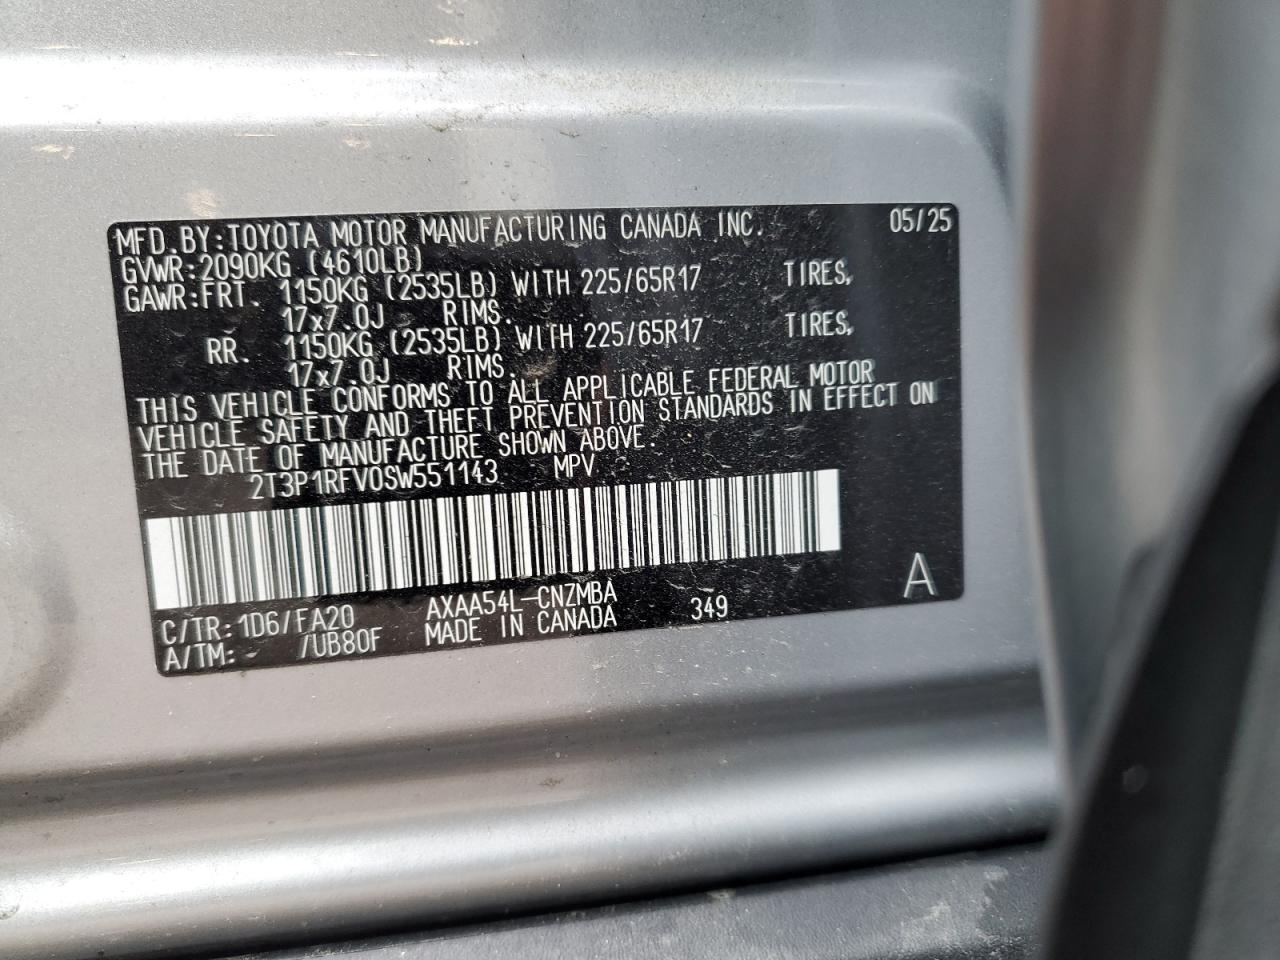 MFD.BY:TOYOTA MOTOR MANUFACTURING CANADA INC. 05/25
GVWR:2090KG (4610LB)
GAWR:FRT. 1150KG (2535LB) WITH 225/65R17 TIRES,
17x7.0J RIMS.
RR. 1150KG (2535LB) WITH 225/65R17 TIRES,
17x7.0J RIMS.
THIS VEHICLE CONFORMS TO ALL APPLICABLE FEDERAL MOTOR
VEHICLE SAFETY AND THEFT PREVENTION STANDARDS IN EFFECT ON
THE DATE OF MANUFACTURE SHOWN ABOVE.
2T3P1RFV0SW551143 MPV
A
C/TR:1D6/FA20 AXAA54L-CNZMBA 349
A/TM: - /UB80F MADE IN CANADA